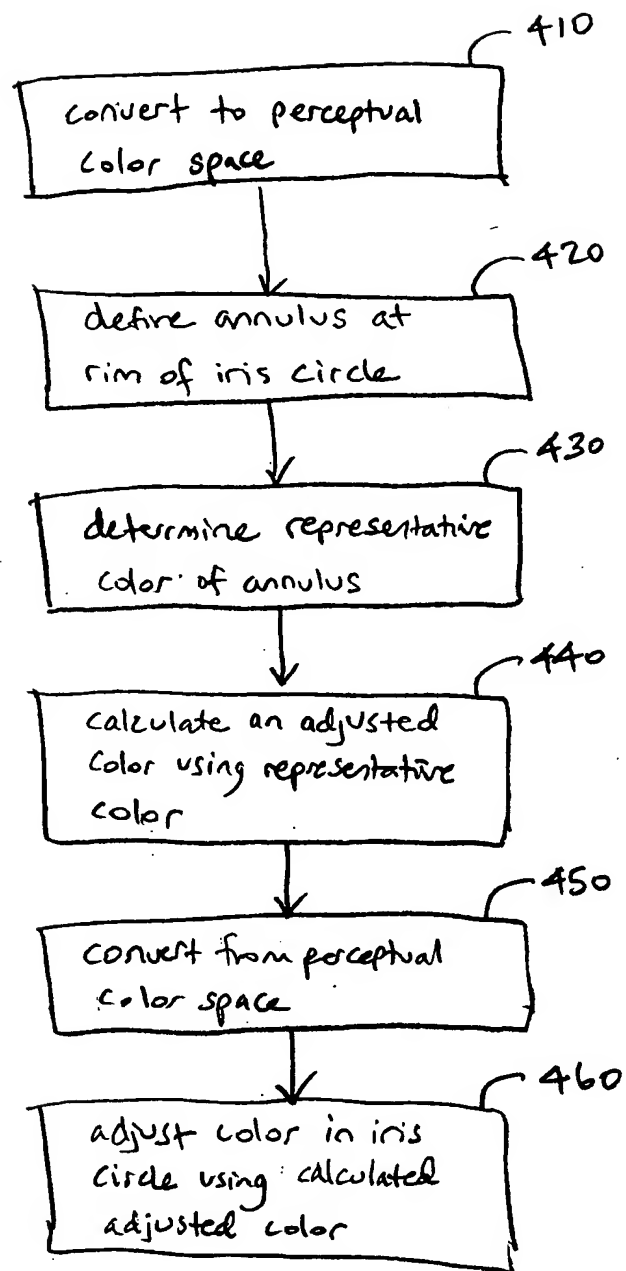 410
convert to perceptual
color space
420
define annulus at
rim of iris circle
430
determine representative
color of annulus
440
calculate an adjusted
color using representative
color
450
convert from perceptual
color space
460
adjust color in iris
circle using calculated
adjusted color